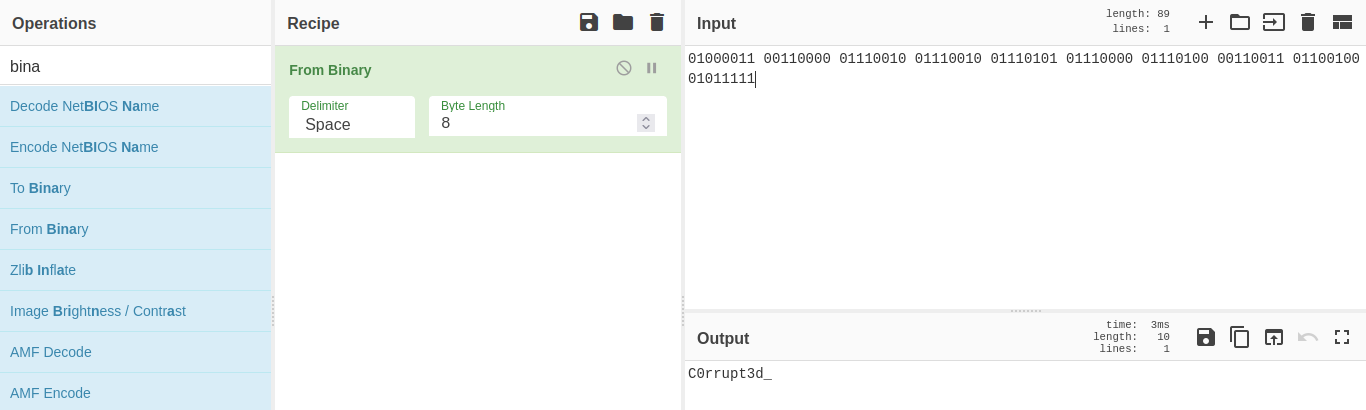 Operations
bina
Decode NetBIOS Name
Encode NetBIOS Name
To Binary
From Binary
Zlib Inflate
Image Brightness / Contrast
AMF Decode
AMF Encode
Recipe
From Binary
Delimiter
Space
Byte Length
8
Input
length: 89
lines: 1
01000011 00110000 01110010 01110010 01110101 01110000 01110100 00110011 01100100
01011111
Output
time: 3ms
length: 10
lines: 1
C0rrupt3d_